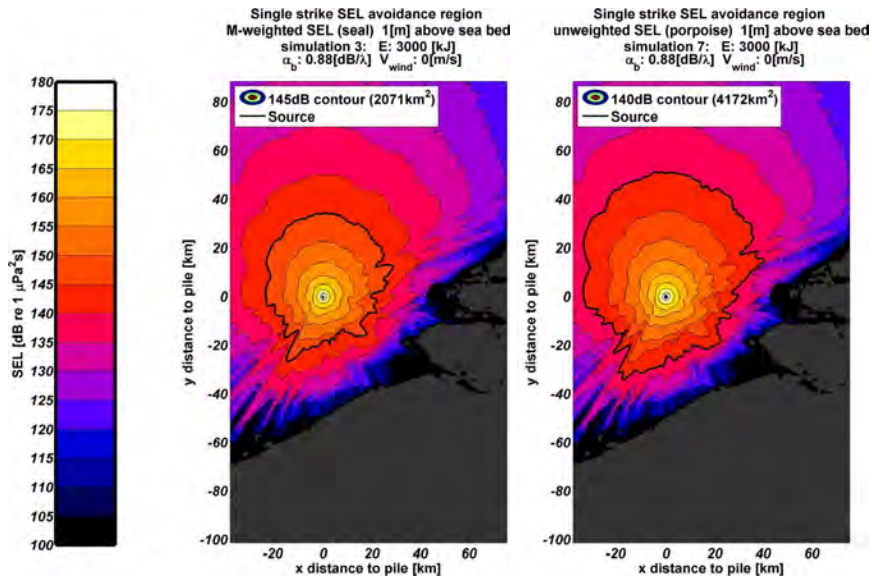 Single strike SEL avoidance region
M-weighted SEL (seal) 1[m] above sea bed
simulation 3: E: 3000 [kJ]
α_b: 0.88[dB/λ] V_wind: 0[m/s]
Single strike SEL avoidance region
unweighted SEL (porpoise) 1[m] above sea bed
simulation 7: E: 3000 [kJ]
α_b: 0.88[dB/λ] V_wind: 0[m/s]
SEL [dB re 1 μPa²s]
180
175
170
165
160
155
150
145
140
135
130
125
120
115
110
105
100
145dB contour (2071km²)
Source
y distance to pile [km]
80
60
40
20
0
-20
-40
-60
-80
-100
-20 0 20 40 60
x distance to pile [km]
140dB contour (4172km²)
Source
y distance to pile [km]
80
60
40
20
0
-20
-40
-60
-80
-100
-20 0 20 40 60
x distance to pile [km]